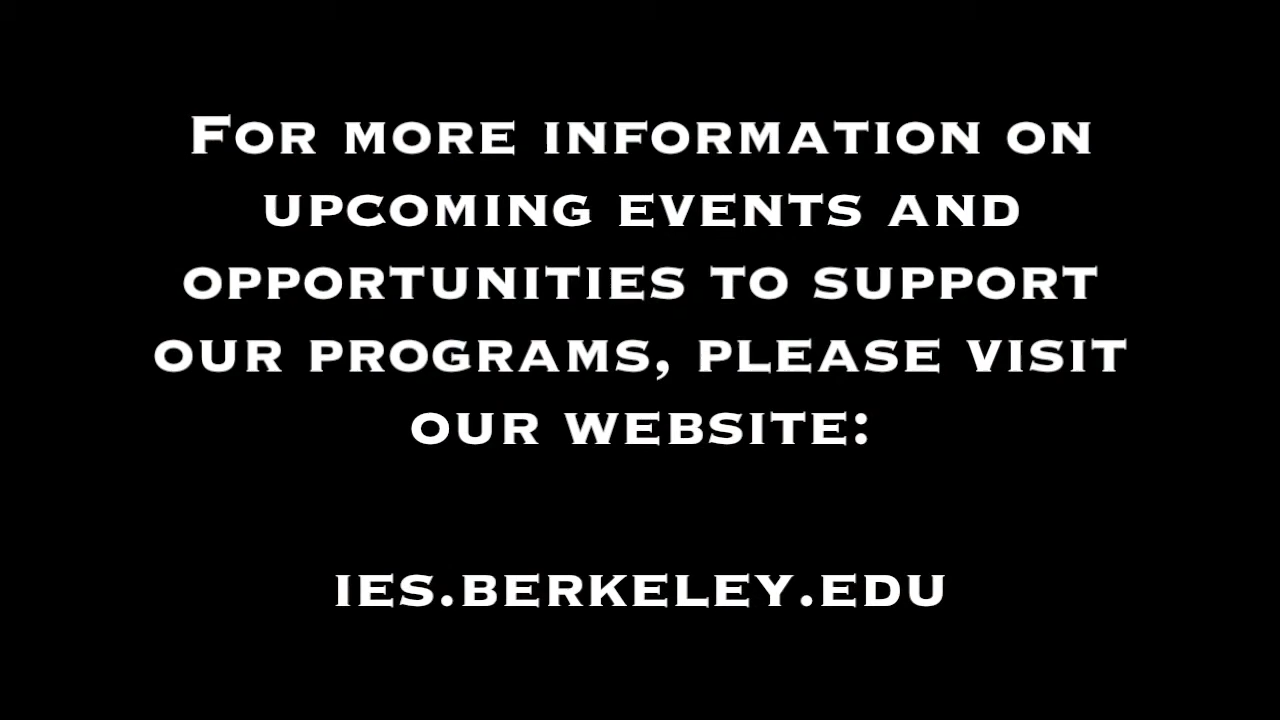 FOR MORE INFORMATION ON
UPCOMING EVENTS AND
OPPORTUNITIES TO SUPPORT
OUR PROGRAMS, PLEASE VISIT
OUR WEBSITE:
IES.BERKELEY.EDU